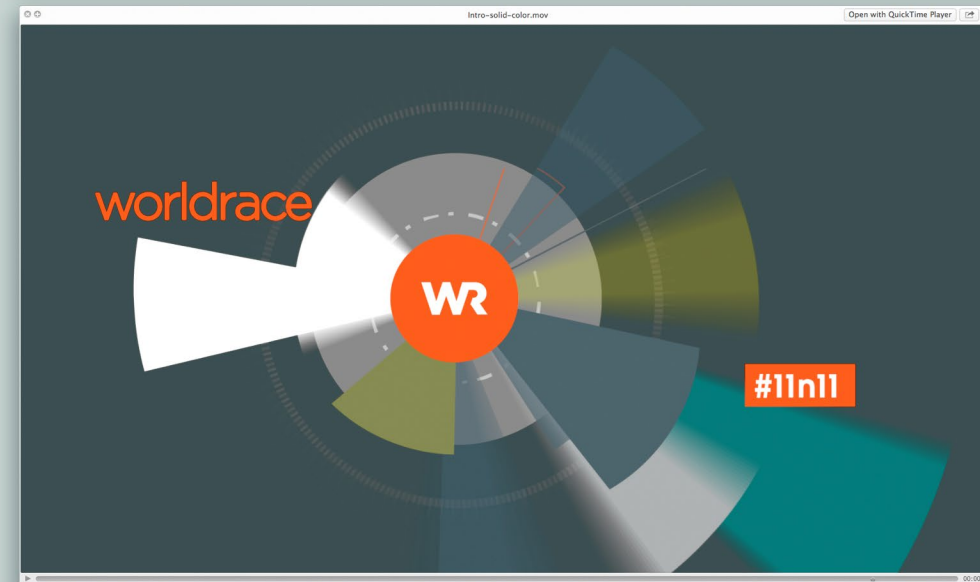 Intro-solid-color.mov
Open with QuickTime Player
worldrace
WR
#11n11